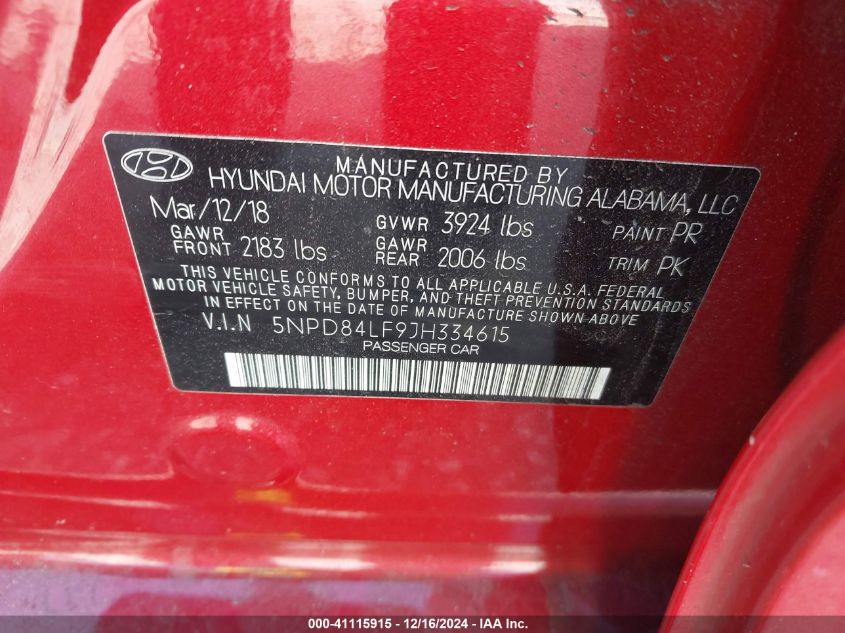 MANUFACTURED BY
HYUNDAI MOTOR MANUFACTURING ALABAMA, LLC
Mar/12/18 GVWR 3924 lbs PAINT PR
GAWR FRONT 2183 lbs GAWR REAR 2006 lbs TRIM PK
THIS VEHICLE CONFORMS TO ALL APPLICABLE U.S.A. FEDERAL
MOTOR VEHICLE SAFETY, BUMPER, AND THEFT PREVENTION STANDARDS
IN EFFECT ON THE DATE OF MANUFACTURE SHOWN ABOVE.
V.I.N 5NPD84LF9JH334615
PASSENGER CAR
000-41115915 - 12/16/2024 - IAA Inc.